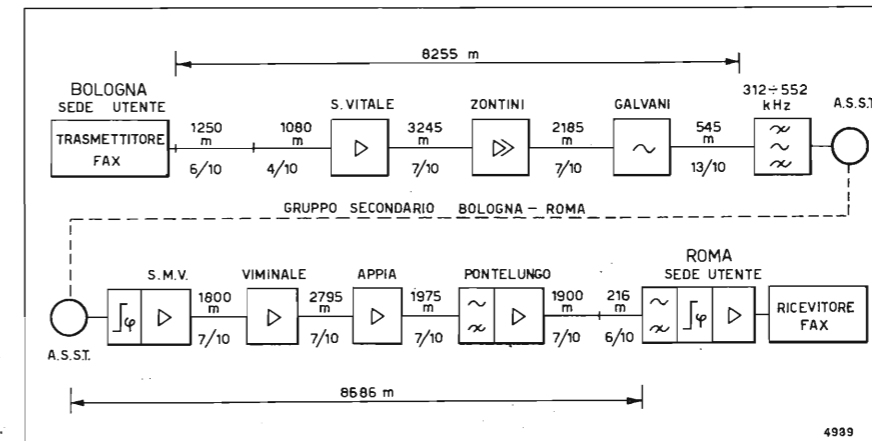 8255 m
BOLOGNA
SEDE UTENTE
TRASMETTITORE
FAX
1250
m
6/10
1080
m
4/10
S. VITALE
3245
m
7/10
ZONTINI
2185
m
7/10
GALVANI
545
m
13/10
312÷552
kHz
A.S.S.T.
GRUPPO SECONDARIO BOLOGNA – ROMA
A.S.S.T.
S.M.V.
φ
1800
m
7/10
VIMINALE
2795
m
7/10
APPIA
1975
m
7/10
PONTELUNGO
1900
m
7/10
216
m
6/10
ROMA
SEDE UTENTE
φ
RICEVITORE
FAX
8686 m
4939